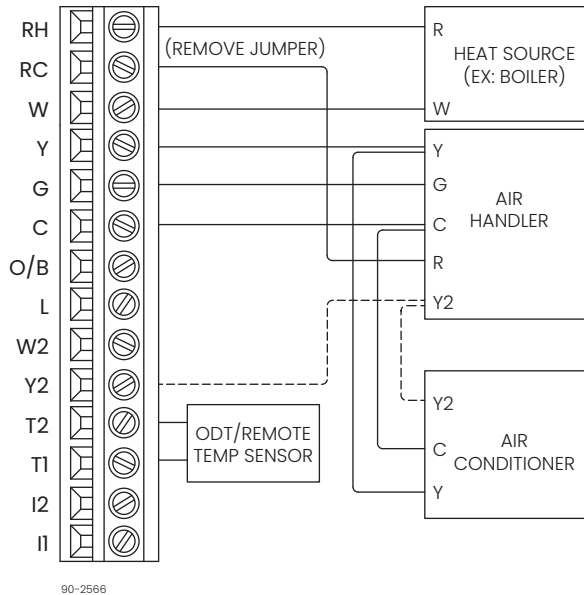 RH
RC
W
Y
G
C
O/B
L
W2
Y2
T2
T1
I2
I1
(REMOVE JUMPER)
R
HEAT SOURCE
(EX: BOILER)
W
Y
G
AIR
HANDLER
C
R
Y2
Y2
AIR
CONDITIONER
C
Y
ODT/REMOTE
TEMP SENSOR
90-2566